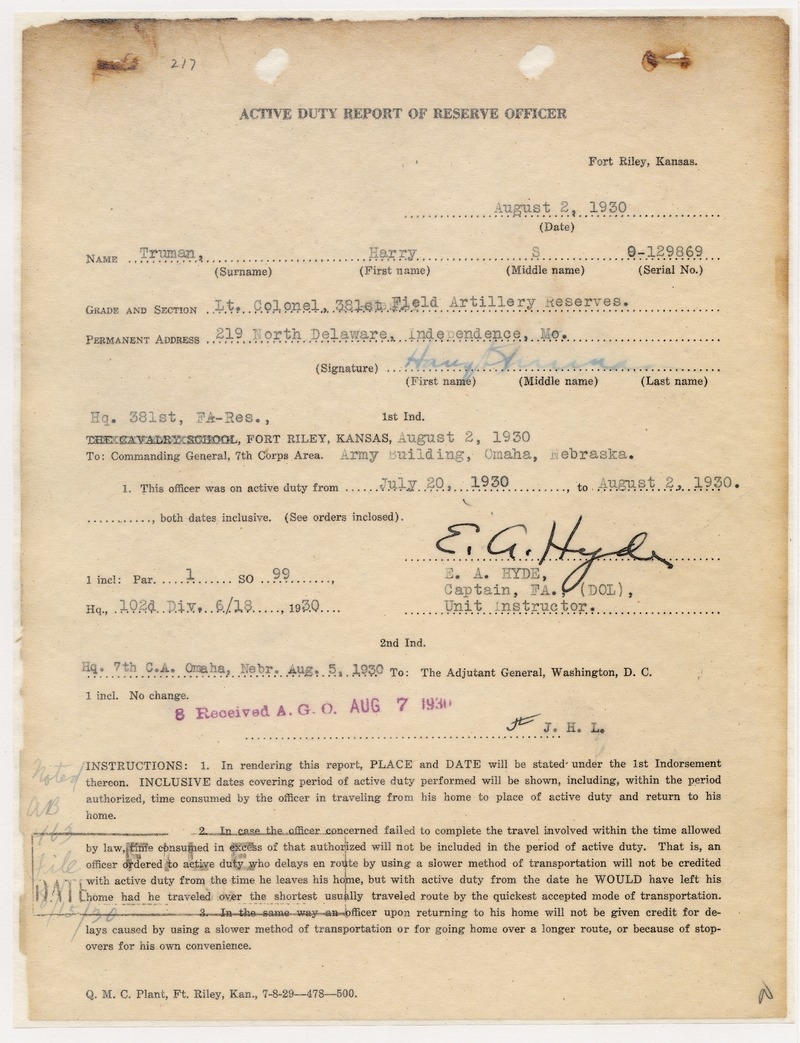 217
ACTIVE DUTY REPORT OF RESERVE OFFICER
Fort Riley, Kansas.
August 2, 1930
(Date)
NAME Truman, Harry S 0-129869
(Surname) (First name) (Middle name) (Serial No.)
GRADE AND SECTION Lt. Colonel, 381st Field Artillery Reserves.
PERMANENT ADDRESS 219 North Delaware, Independence, Mo.
(Signature) Harry S Truman
(First name) (Middle name) (Last name)
Hq. 381st, FA-Res., 1st Ind.
THE CAVALRY SCHOOL, FORT RILEY, KANSAS, August 2, 1930
To: Commanding General, 7th Corps Area. Army Building, Omaha, Nebraska.
1. This officer was on active duty from July 20, 1930, to August 2, 1930.
, both dates inclusive. (See orders inclosed).
E. A. Hyde
1 incl: Par. 1 SO 99, E. A. HYDE,
Captain, FA., (DOL),
Hq., 102d Div. 6/18, 1930 Unit Instructor.
2nd Ind.
Hq. 7th C.A. Omaha, Nebr. Aug. 5, 1930 To: The Adjutant General, Washington, D. C.
1 incl. No change.
8 Received A. G. O. AUG 7 1930
J. H. L.
INSTRUCTIONS: 1. In rendering this report, PLACE and DATE will be stated under the 1st Indorsement
thereon. INCLUSIVE dates covering period of active duty performed will be shown, including, within the period
authorized, time consumed by the officer in traveling from his home to place of active duty and return to his
home.
2. In case the officer concerned failed to complete the travel involved within the time allowed
by law, time consumed in excess of that authorized will not be included in the period of active duty. That is, an
officer ordered to active duty who delays en route by using a slower method of transportation will not be credited
with active duty from the time he leaves his home, but with active duty from the date he WOULD have left his
home had he traveled over the shortest usually traveled route by the quickest accepted mode of transportation.
3. In the same way an officer upon returning to his home will not be given credit for de-
lays caused by using a slower method of transportation or for going home over a longer route, or because of stop-
overs for his own convenience.
Noted
AB
163
file
FILE
DATE
Q. M. C. Plant, Ft. Riley, Kan., 7-8-29—478—500.